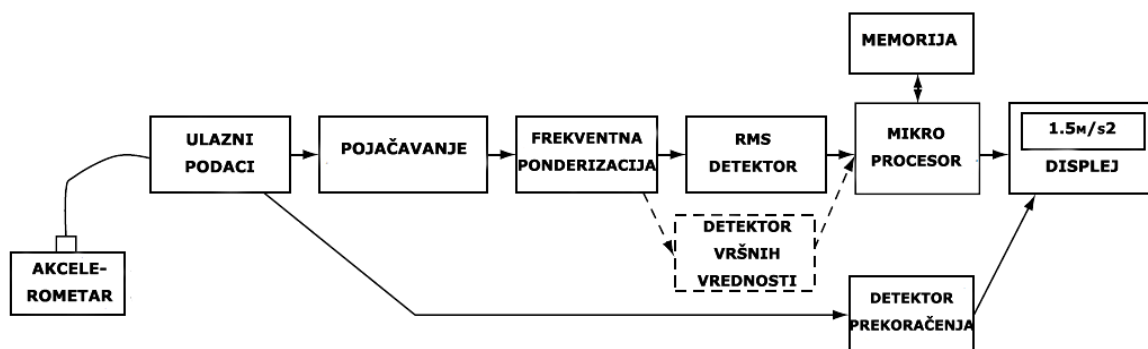 MEMORIJA
ULAZNI
PODACI
POJAČAVANJE
FREKVENTNA
PONDERIZACIJA
RMS
DETEKTOR
MIKRO
PROCESOR
1.5M/S2
DISPLEJ
DETEKTOR
VRŠNIH
VREDNOSTI
AKCELE-
ROMETAR
DETEKTOR
PREKORAČENJA